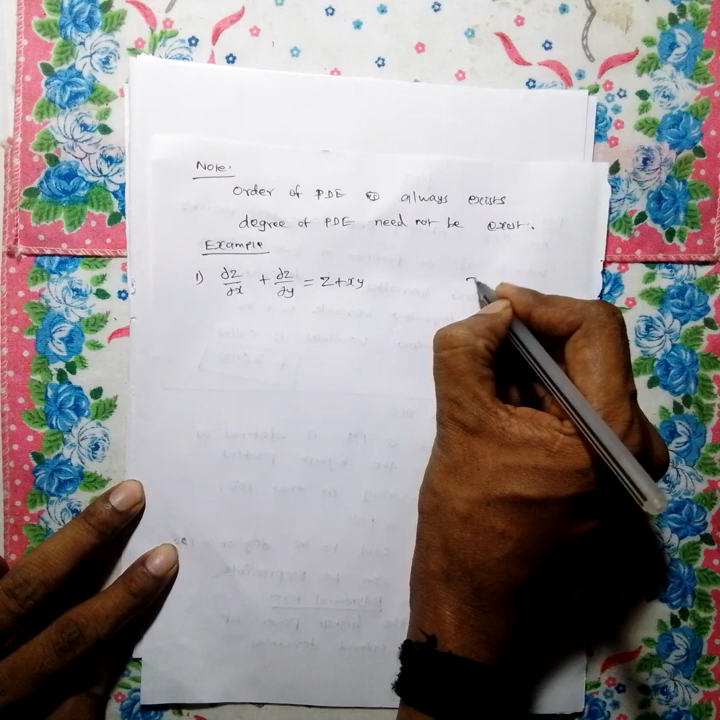 Note:
Order of PDE always exists
degree of PDE need not be exist.
Example
1) ∂z/∂x + ∂z/∂y = z+xy